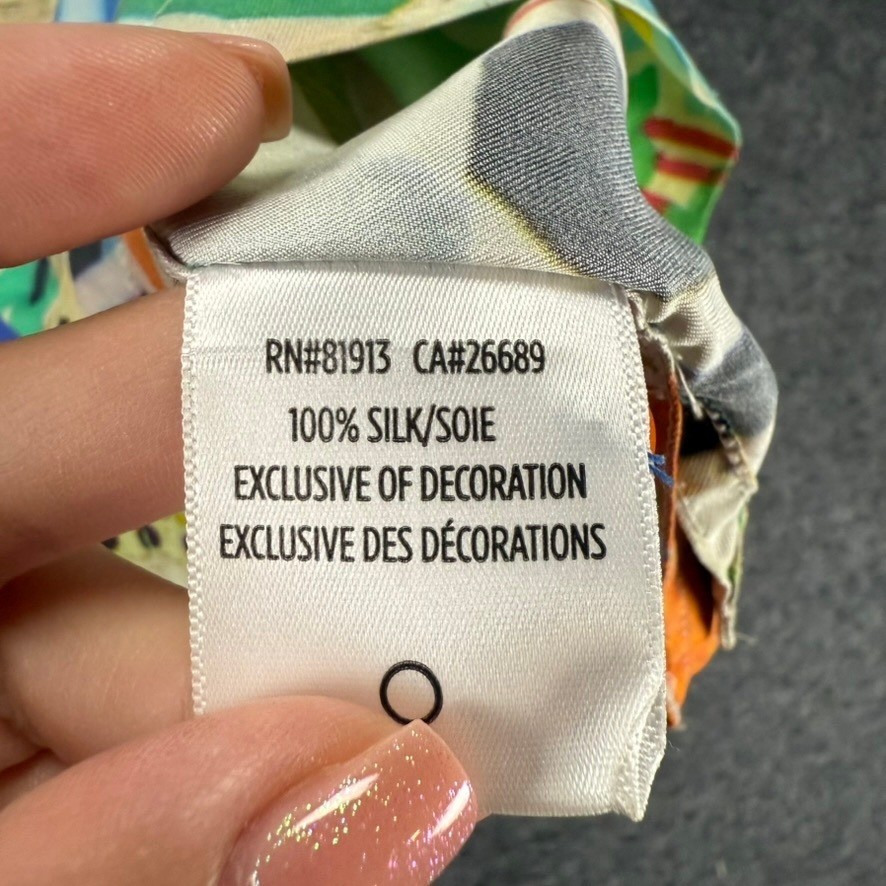 RN#81913 CA#26689
100% SILK/SOIE
EXCLUSIVE OF DECORATION
EXCLUSIVE DES DÉCORATIONS